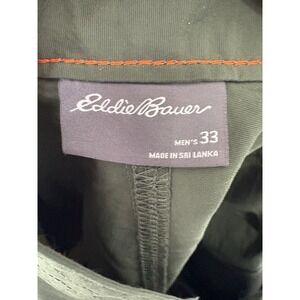 Eddie Bauer
MEN'S 33
MADE IN SRI LANKA